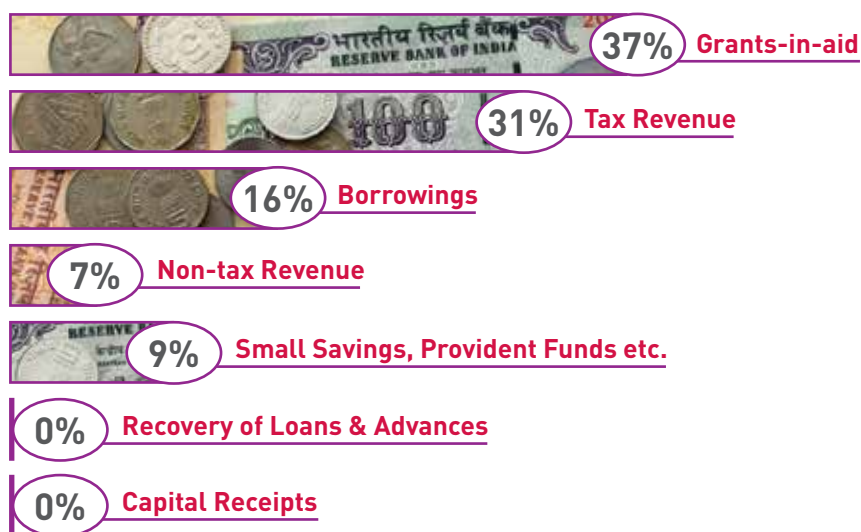 भारतीय रिज़र्व बैंक
RESERVE BANK OF INDIA
37% Grants-in-aid
100
31% Tax Revenue
16% Borrowings
7% Non-tax Revenue
RESERVE
9% Small Savings, Provident Funds etc.
0% Recovery of Loans & Advances
0% Capital Receipts